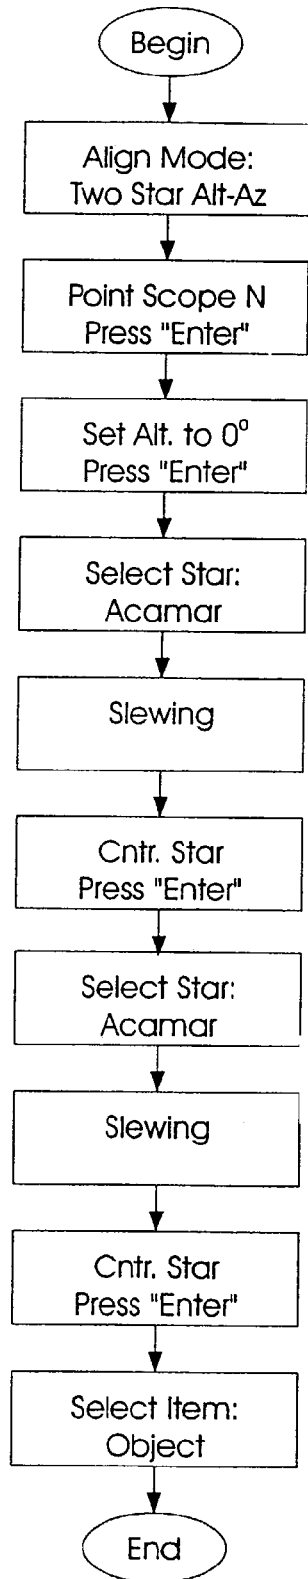 Begin
Align Mode:
Two Star Alt-Az
Point Scope N
Press "Enter"
Set Alt. to 0°
Press "Enter"
Select Star:
Acamar
Slewing
Cntr. Star
Press "Enter"
Select Star:
Acamar
Slewing
Cntr. Star
Press "Enter"
Select Item:
Object
End